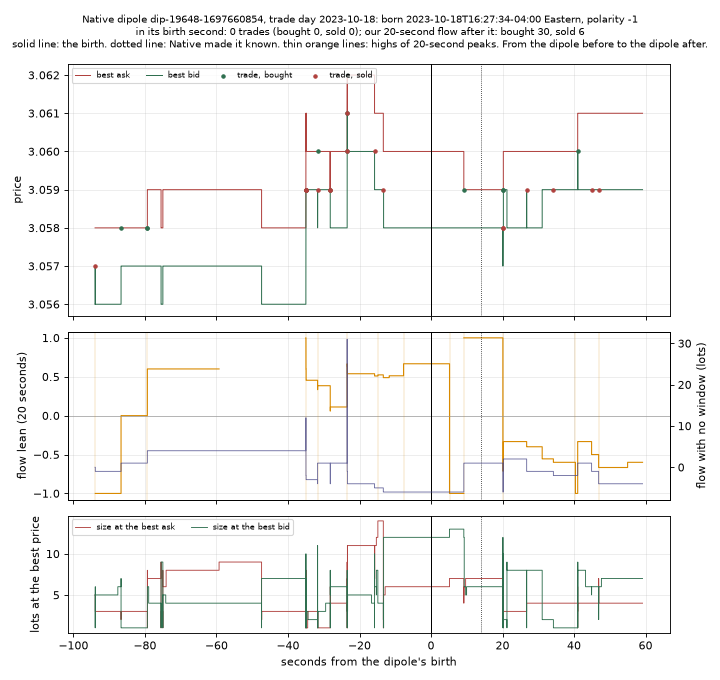 Native dipole dip-19648-1697660854, trade day 2023-10-18: born 2023-10-18T16:27:34-04:00 Eastern, polarity -1
in its birth second: 0 trades (bought 0, sold 0); our 20-second flow after it: bought 30, sold 6
solid line: the birth. dotted line: Native made it known. thin orange lines: highs of 20-second peaks. From the dipole before to the dipole after.
best ask
best bid
trade, bought
trade, sold
3.062
3.061
3.060
3.059
3.058
3.057
3.056
price
1.0
0.5
0.0
−0.5
−1.0
flow lean (20 seconds)
30
20
10
0
flow with no window (lots)
size at the best ask
size at the best bid
10
5
lots at the best price
−100
−80
−60
−40
−20
0
20
40
60
seconds from the dipole's birth